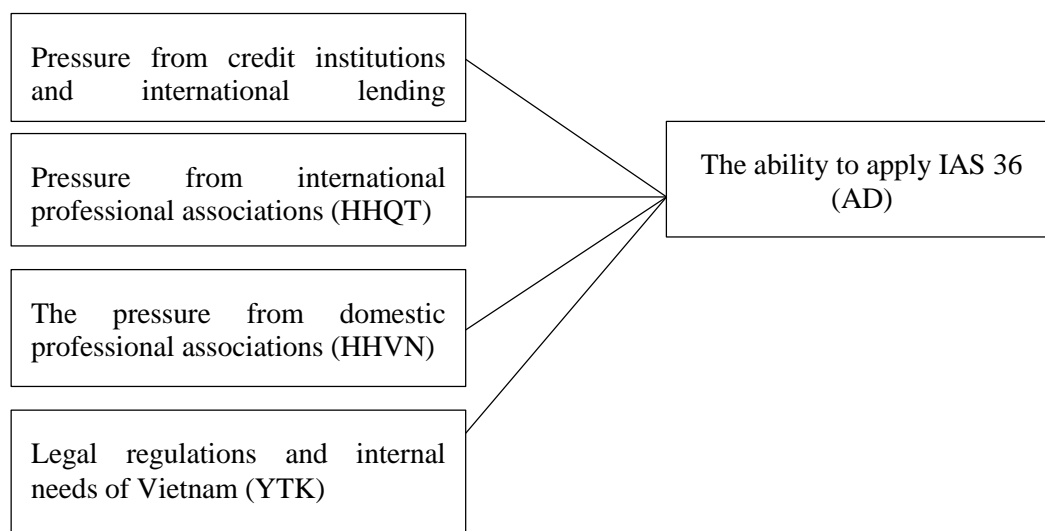 Pressure from credit institutions
and international lending
Pressure from international
professional associations (HHQT)
The pressure from domestic
professional associations (HHVN)
Legal regulations and internal
needs of Vietnam (YTK)
The ability to apply IAS 36
(AD)